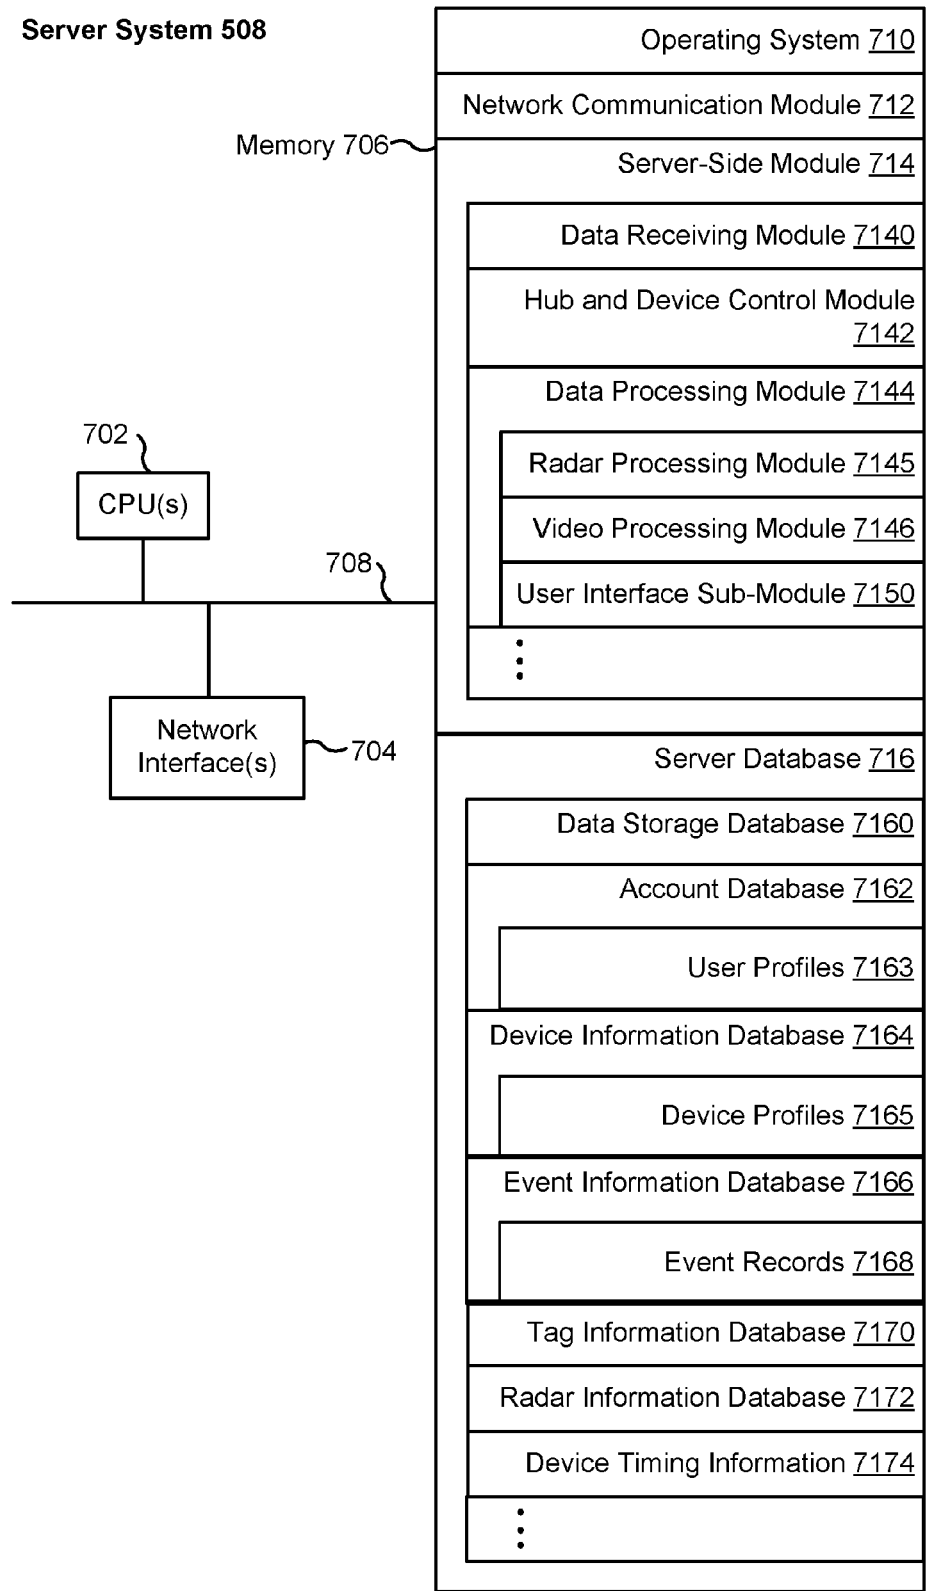 Server System 508
Operating System 710
Network Communication Module 712
Memory 706
Server-Side Module 714
Data Receiving Module 7140
Hub and Device Control Module
7142
Data Processing Module 7144
Radar Processing Module 7145
Video Processing Module 7146
User Interface Sub-Module 7150
702
CPU(s)
708
Network
Interface(s)
704
Server Database 716
Data Storage Database 7160
Account Database 7162
User Profiles 7163
Device Information Database 7164
Device Profiles 7165
Event Information Database 7166
Event Records 7168
Tag Information Database 7170
Radar Information Database 7172
Device Timing Information 7174